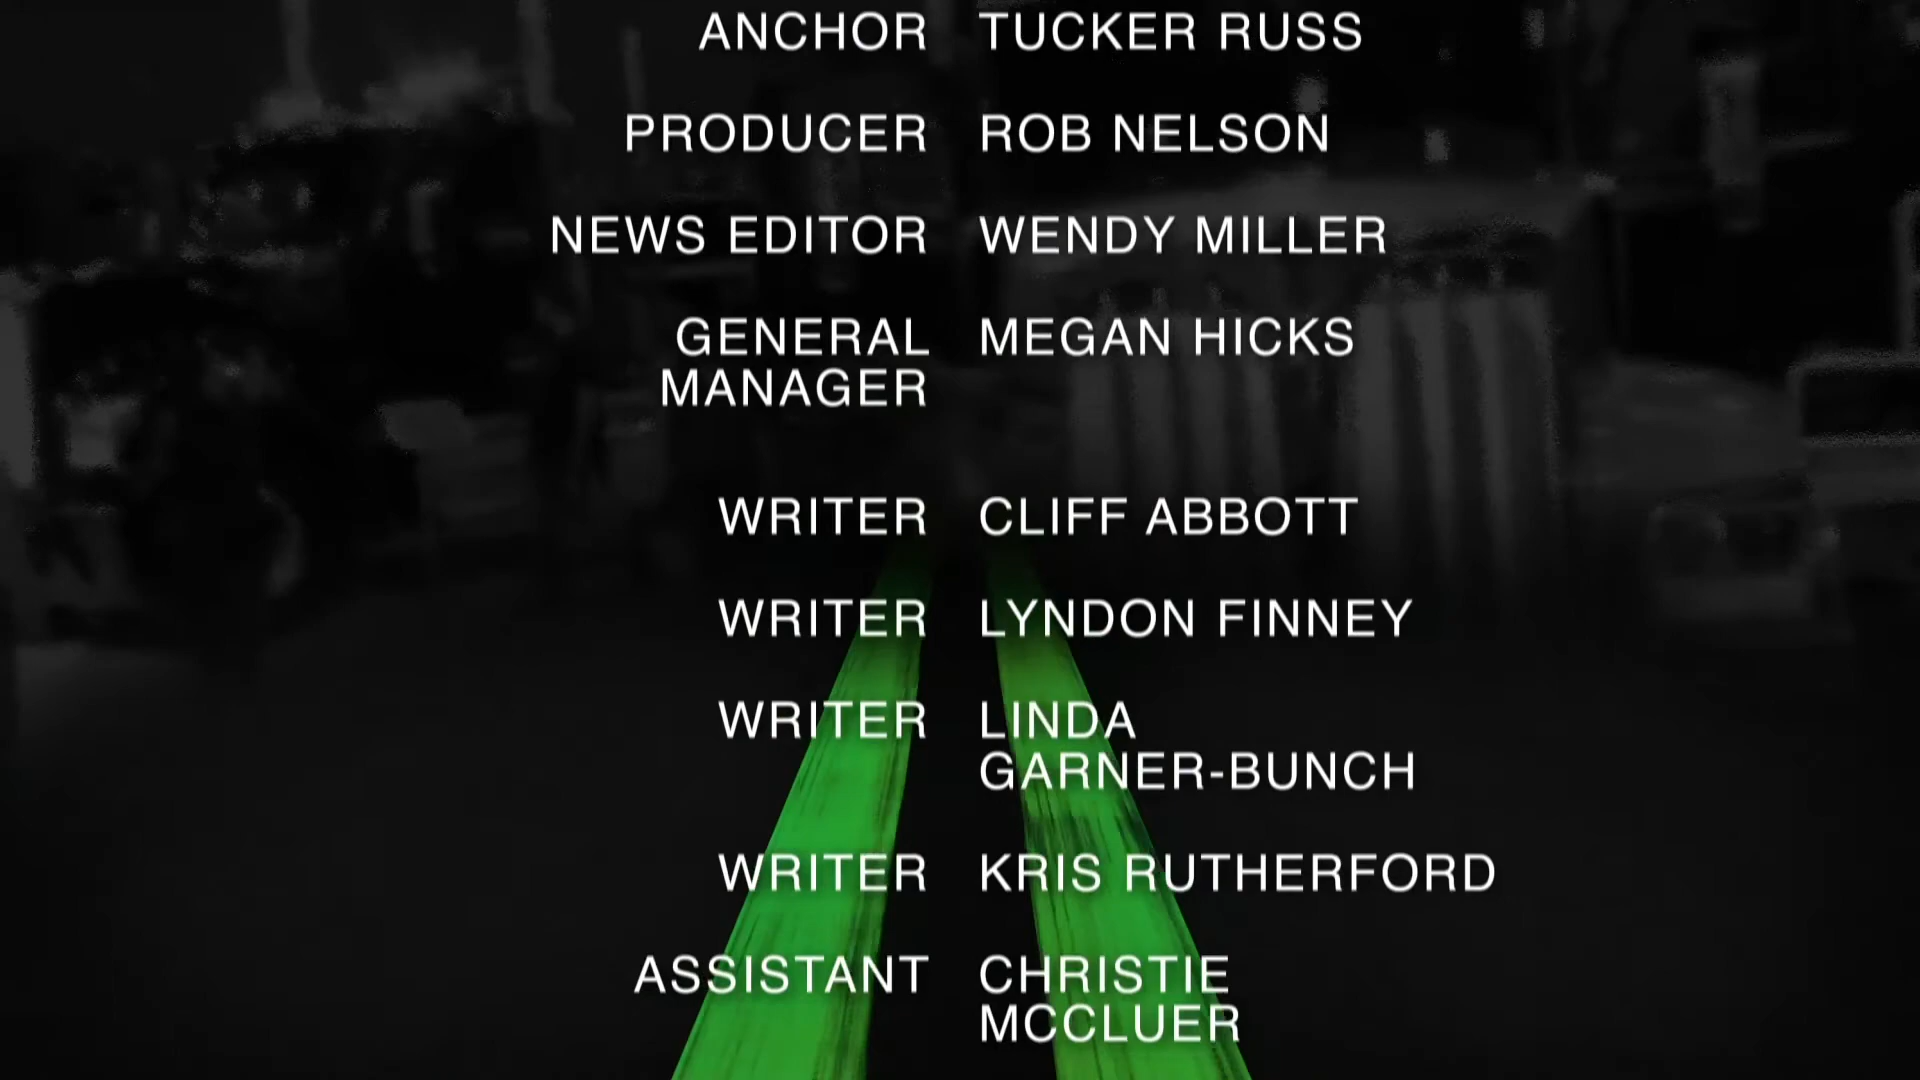 ANCHOR TUCKER RUSS
PRODUCER ROB NELSON
NEWS EDITOR WENDY MILLER
GENERAL MEGAN HICKS
MANAGER
WRITER CLIFF ABBOTT
WRITER LYNDON FINNEY
WRITER LINDA
GARNER-BUNCH
WRITER KRIS RUTHERFORD
ASSISTANT CHRISTIE
MCCLUER